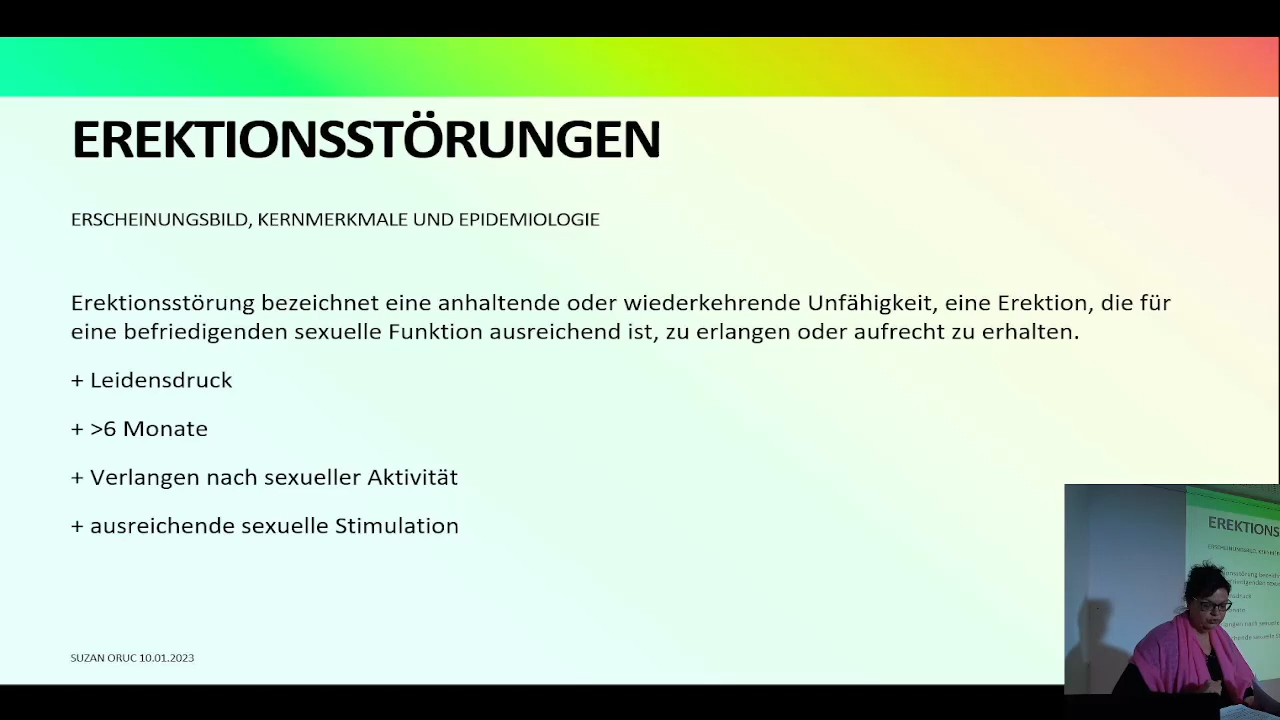 EREKTIONSSTÖRUNGEN
ERSCHEINUNGSBILD, KERNMERKMALE UND EPIDEMIOLOGIE
Erektionsstörung bezeichnet eine anhaltende oder wiederkehrende Unfähigkeit, eine Erektion, die für
eine befriedigenden sexuelle Funktion ausreichend ist, zu erlangen oder aufrecht zu erhalten.
+ Leidensdruck
+ >6 Monate
+ Verlangen nach sexueller Aktivität
+ ausreichende sexuelle Stimulation
SUZAN ORUC 10.01.2023
EREKTIONS